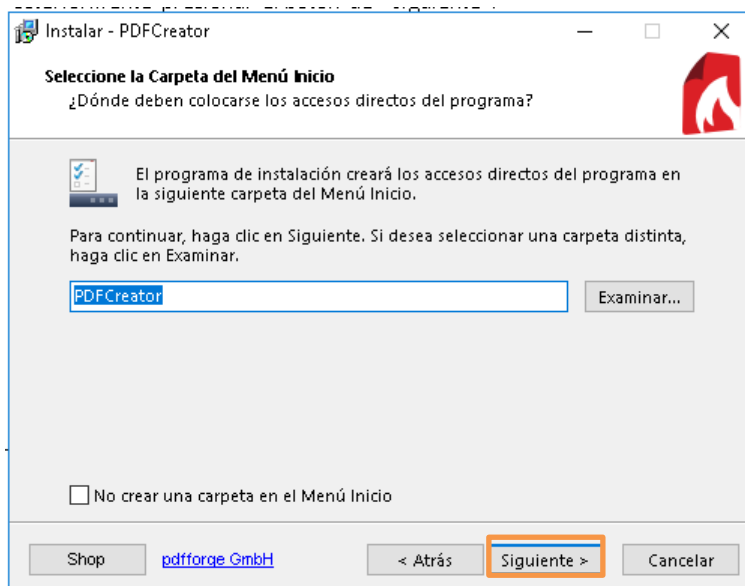 Instalar - PDFCreator
Seleccione la Carpeta del Menú Inicio
¿Dónde deben colocarse los accesos directos del programa?
El programa de instalación creará los accesos directos del programa en
la siguiente carpeta del Menú Inicio.
Para continuar, haga clic en Siguiente. Si desea seleccionar una carpeta distinta,
haga clic en Examinar.
PDFCreator
Examinar...
No crear una carpeta en el Menú Inicio
Shop
pdfforge GmbH
< Atrás
Siguiente >
Cancelar